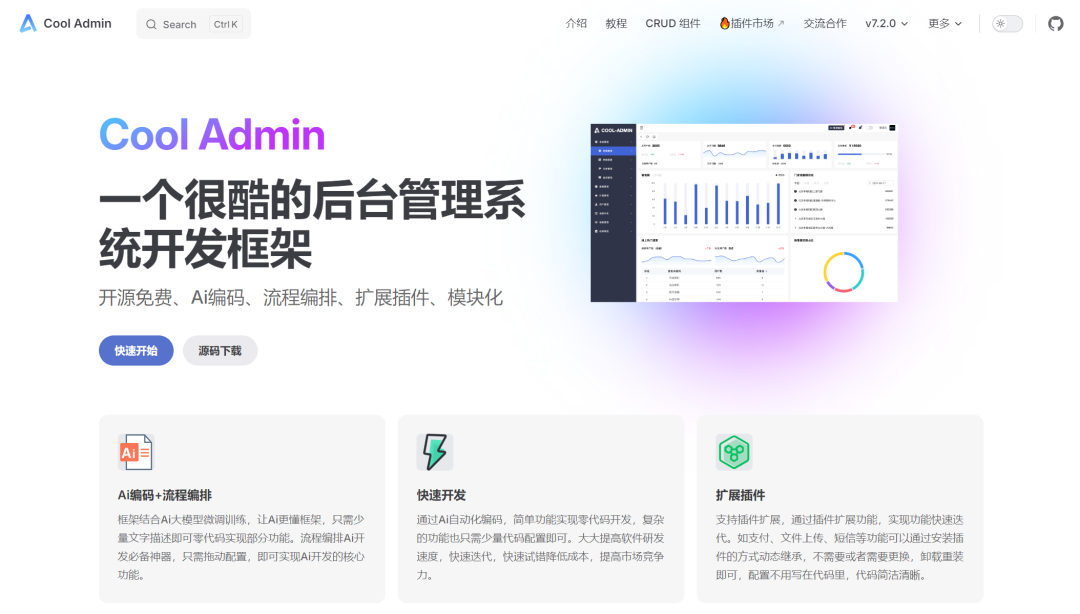 Cool Admin
Search
Ctrl K
介绍
教程
CRUD 组件
🔥插件市场
交流合作
v7.2.0
更多
Cool Admin
一个很酷的后台管理系
统开发框架
开源免费、Ai编码、流程编排、扩展插件、模块化
快速开始
源码下载
COOL-ADMIN
Ai
Ai编码+流程编排
框架结合Ai大模型微调训练，让Ai更懂框架，只需少
量文字描述即可零代码实现部分功能。流程编排Ai开
发必备神器，只需拖动配置，即可实现Ai开发的核心
功能。
快速开发
通过Ai自动化编码，简单功能实现零代码开发，复杂
的功能也只需少量代码配置即可。大大提高软件研发
速度，快速迭代，快速试错降低成本，提高市场竞争
力。
扩展插件
支持插件扩展，通过插件扩展功能，实现功能快速迭
代。如支付、文件上传、短信等功能可以通过安装插
件的方式动态继承，不需要或者需要更换，卸载重装
即可，配置不用写在代码里，代码简洁清晰。